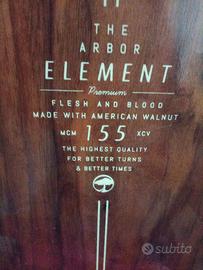 THE
ARBOR
ELEMENT
Premium
FLESH AND BLOOD
MADE WITH AMERICAN WALNUT
MCM 155 XCV
THE HIGHEST QUALITY
FOR BETTER TURNS
& BETTER TIMES
subito